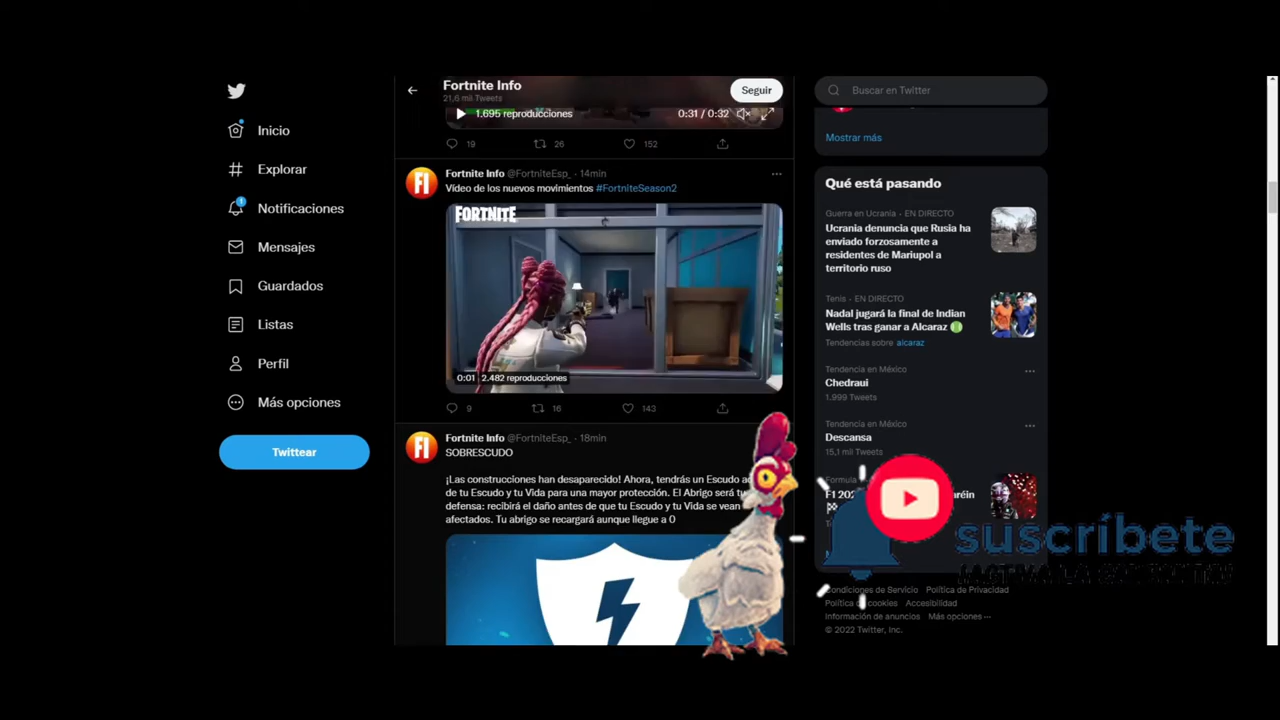 Inicio
Explorar
Notificaciones
1
Mensajes
Guardados
Listas
Perfil
Más opciones
Twittear
Fortnite Info
21,6 mil Tweets
Seguir
1.695 reproducciones
0:31 / 0:32
19
26
152
Fortnite Info @FortniteEsp_ · 14min
Vídeo de los nuevos movimientos #FortniteSeason2
FORTNITE
0:01
2.482 reproducciones
9
16
143
Fortnite Info @FortniteEsp_ · 18min
SOBRESCUDO
¡Las construcciones han desaparecido! Ahora, tendrás un Escudo
de tu Escudo y tu Vida para una mayor protección. El Abrigo será
defensa: recibirá el daño antes de que tu Escudo y tu Vida se vean
afectados. Tu abrigo se recargará aunque llegue a 0
Buscar en Twitter
Mostrar más
Qué está pasando
Guerra en Ucrania · EN DIRECTO
Ucrania denuncia que Rusia ha
enviado forzosamente a
residentes de Mariupol a
territorio ruso
Tenis · EN DIRECTO
Nadal jugará la final de Indian
Wells tras ganar a Alcaraz
Tendencias sobre alcaraz
Tendencia en México
Chedraui
1.999 Tweets
Tendencia en México
Descansa
15,1 mil Tweets
suscribete
Condiciones de Servicio
Política de Privacidad
Accesibilidad
Información de anuncios
Más opciones ···
© 2022 Twitter, Inc.